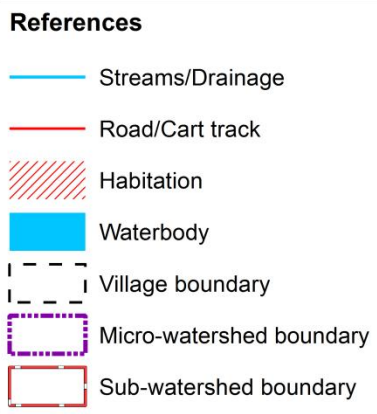 References
Streams/Drainage
Road/Cart track
Habitation
Waterbody
Village boundary
Micro-watershed boundary
Sub-watershed boundary